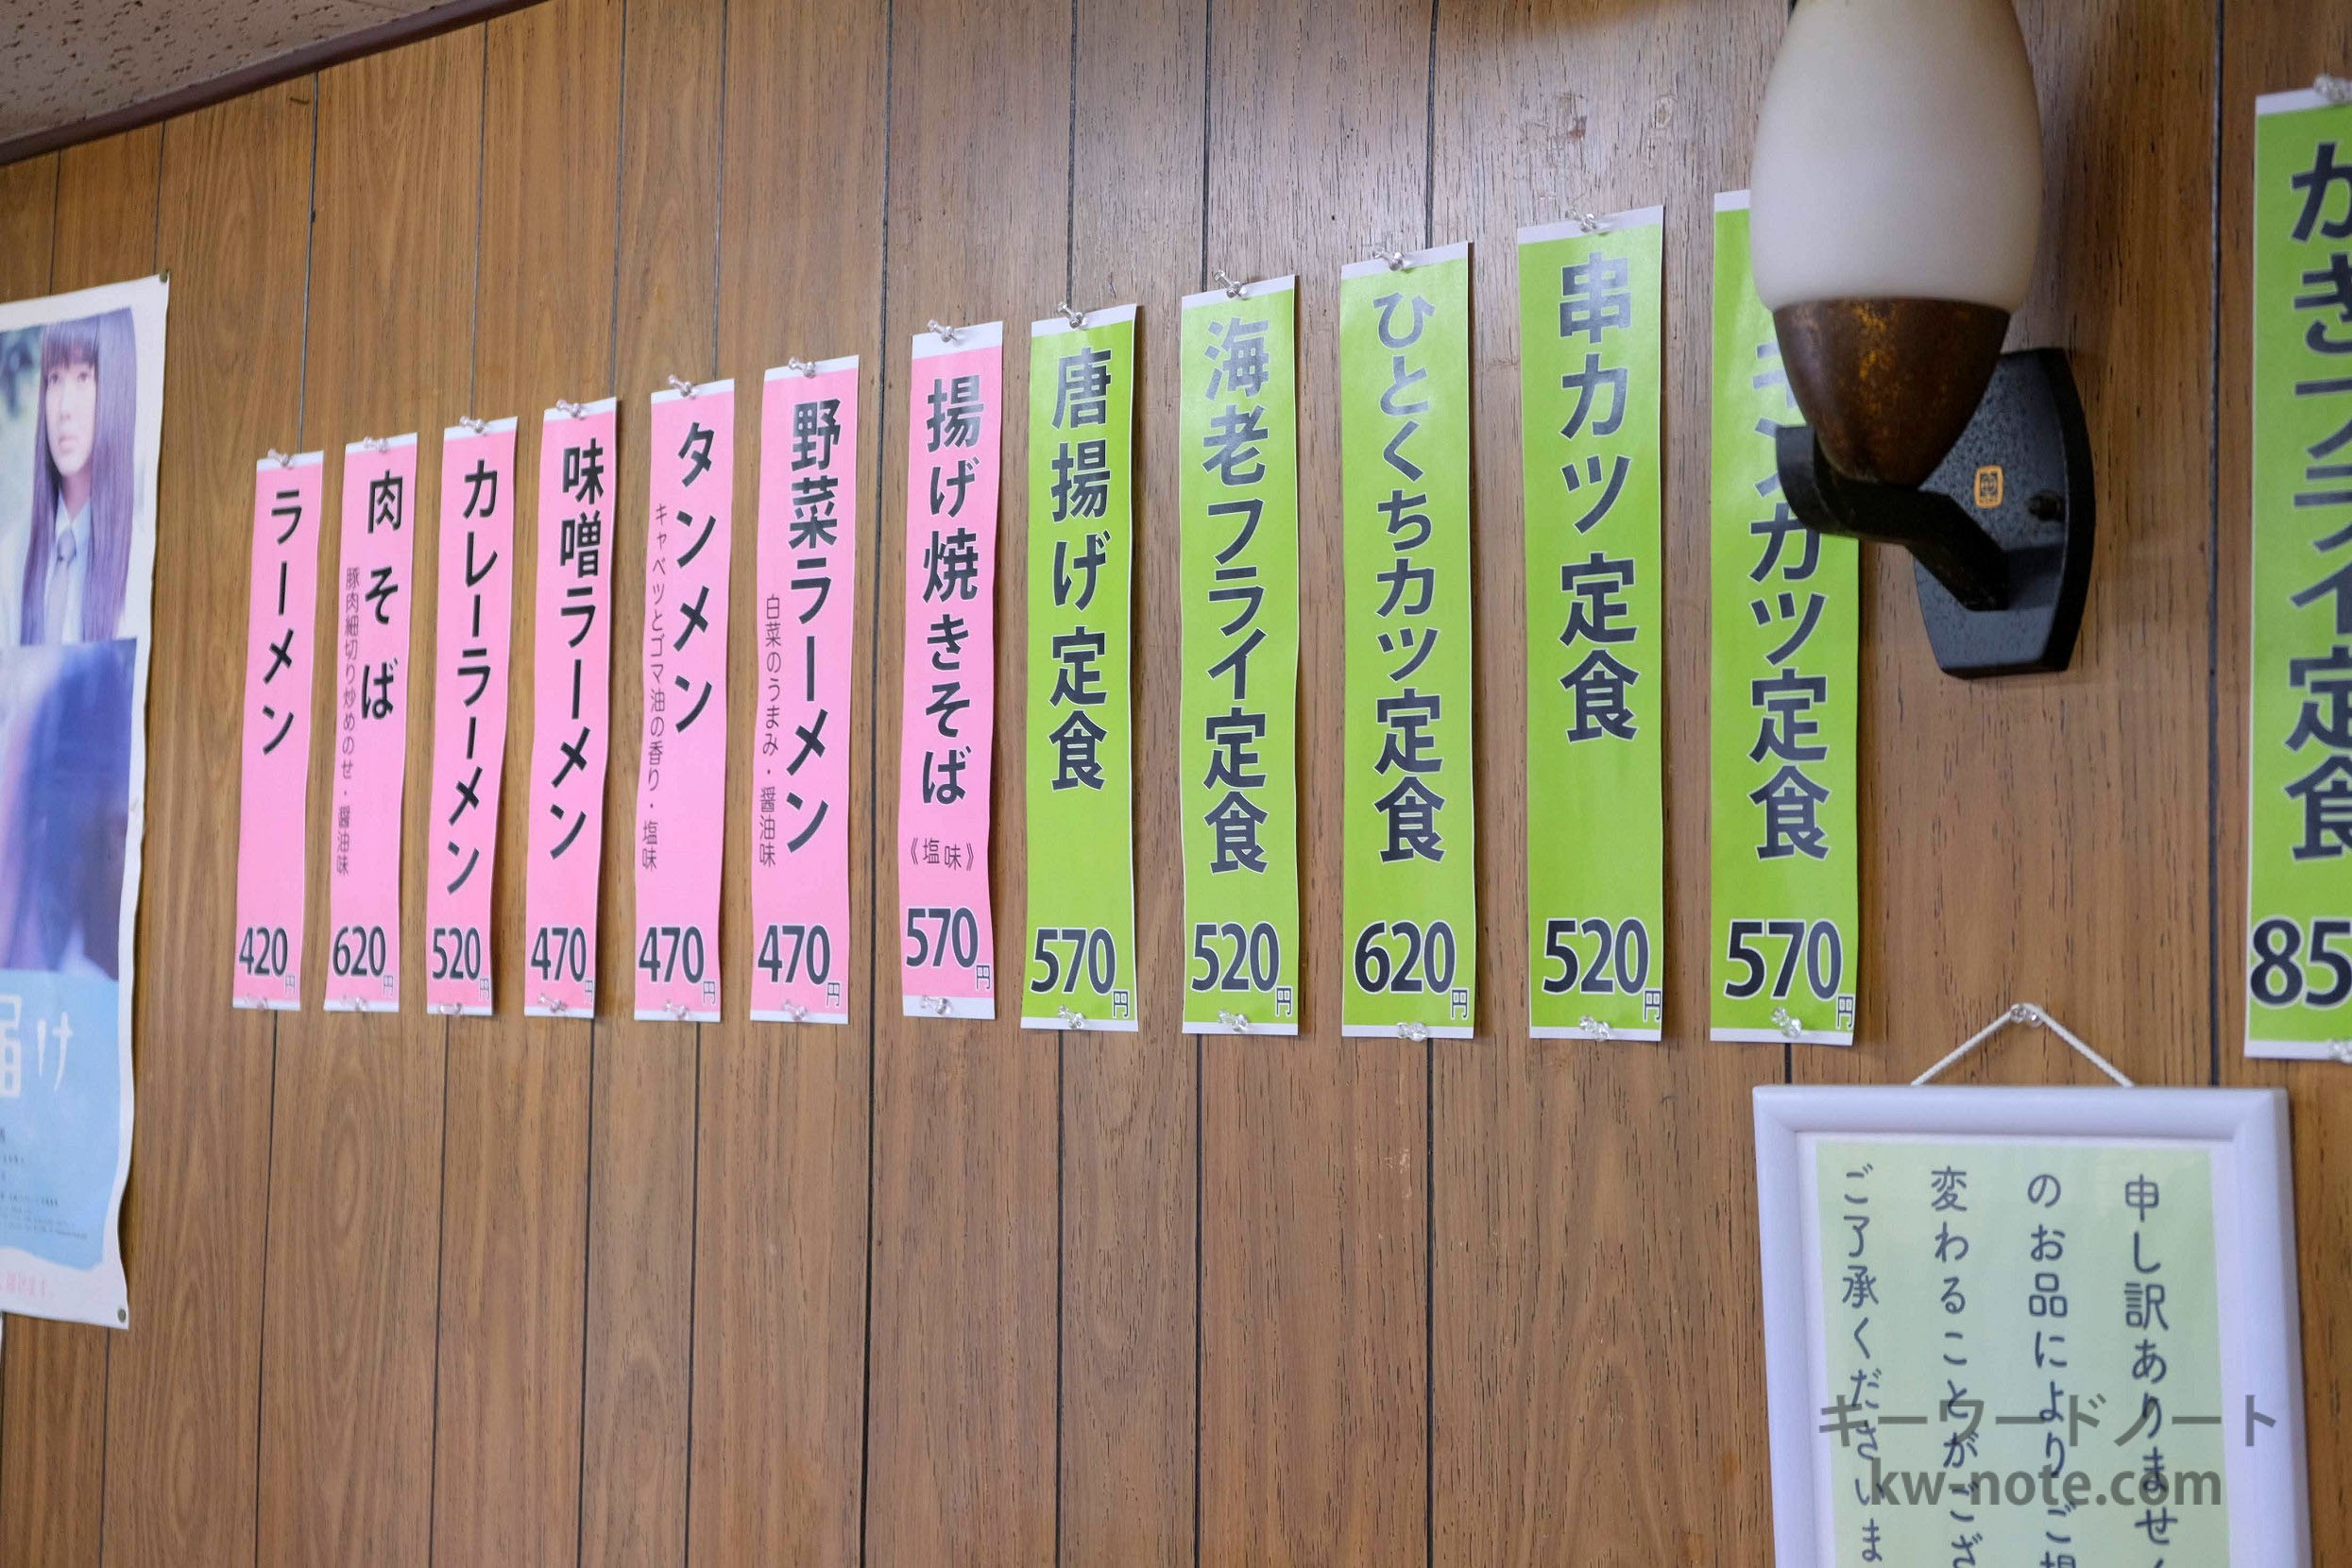 届け
ラーメン
420円
肉そば
豚肉細切り炒めのせ・醤油味
620円
カレーラーメン
520円
味噌ラーメン
470円
タンメン
キャベツとゴマ油の香り・塩味
470円
野菜ラーメン
白菜のうまみ・醤油味
470円
揚げ焼きそば
《塩味》
570円
唐揚げ定食
570円
海老フライ定食
520円
ひとくちカツ定食
620円
串カツ定食
520円
カツ定食
570円
かきフライ定食
85
申し訳ありませ
のお品により ご
変わることがござ
ご了承くださいま
キーワードノート
kw-note.com